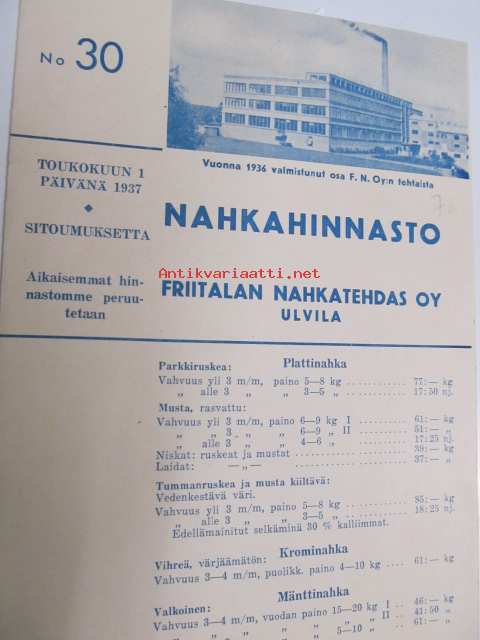 No 30
Vuonna 1936 valmistunut osa F. N. Oy:n tehtaista
TOUKOKUUN 1
PÄIVÄNÄ 1937
SITOUMUKSETTA
Aikaisemmat hin-
nastomme peruu-
tetaan
NAHKAHINNASTO
Antikvariaatti.net
FRIITALAN NAHKATEHDAS OY
ULVILA
Parkkiruskea: Plattinahka
Vahvuus yli 3 m/m, paino 5—8 kg ............ 77:— kg
„ alle 3 „ „ 3—5 „ ............ 17:50 nj.
Musta, rasvattu:
Vahvuus yli 3 m/m, paino 6—9 kg I ......... 61:— kg
„ „ 3 „ „ 6—9 „ II ......... 51:— „
„ alle 3 „ „ 4—6 „ ............ 17:25 nj.
Niskat: ruskeat ja mustat ............ 39:— kg
Laidat: —„— ............ 37:— „
Tummanruskea ja musta kiiltävä:
Vedenkestävä väri.
Vahvuus yli 3 m/m, paino 5—8 kg ............ 85:— kg
„ alle 3 „ „ 3—5 „ ............ 18:25 nj.
Edellämainitut selkäminä 30 % kalliimmat.
Krominahka
Vihreä, värjäämätön:
Vahvuus 3—4 m/m, puolikk. paino 4—10 kg .... 61:— kg
Mänttinahka
Valkoinen:
Vahvuus 3—4 m/m, vuodan paino 15—20 kg I .. 46:— kg
„ „ „ „ „ II .. 41:50 „
„ 5—10 „ .. 61:— „